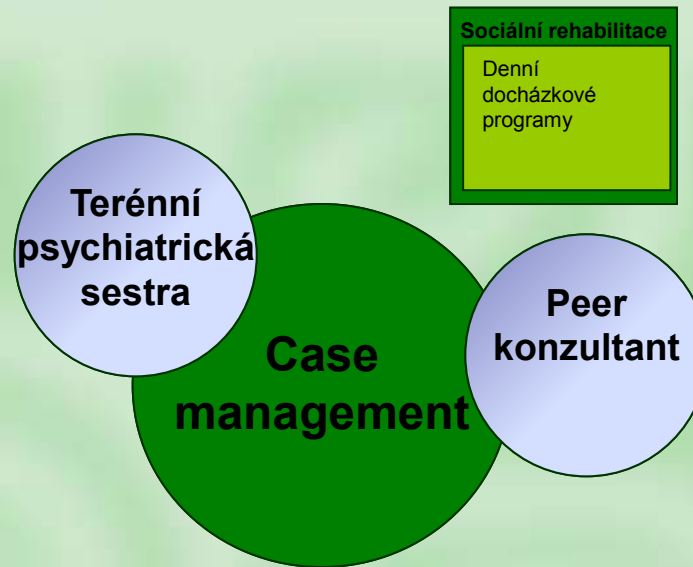 Sociální rehabilitace
Denní
docházkové
programy
Terénní
psychiatrická
sestra
Peer
konzultant
Case
management